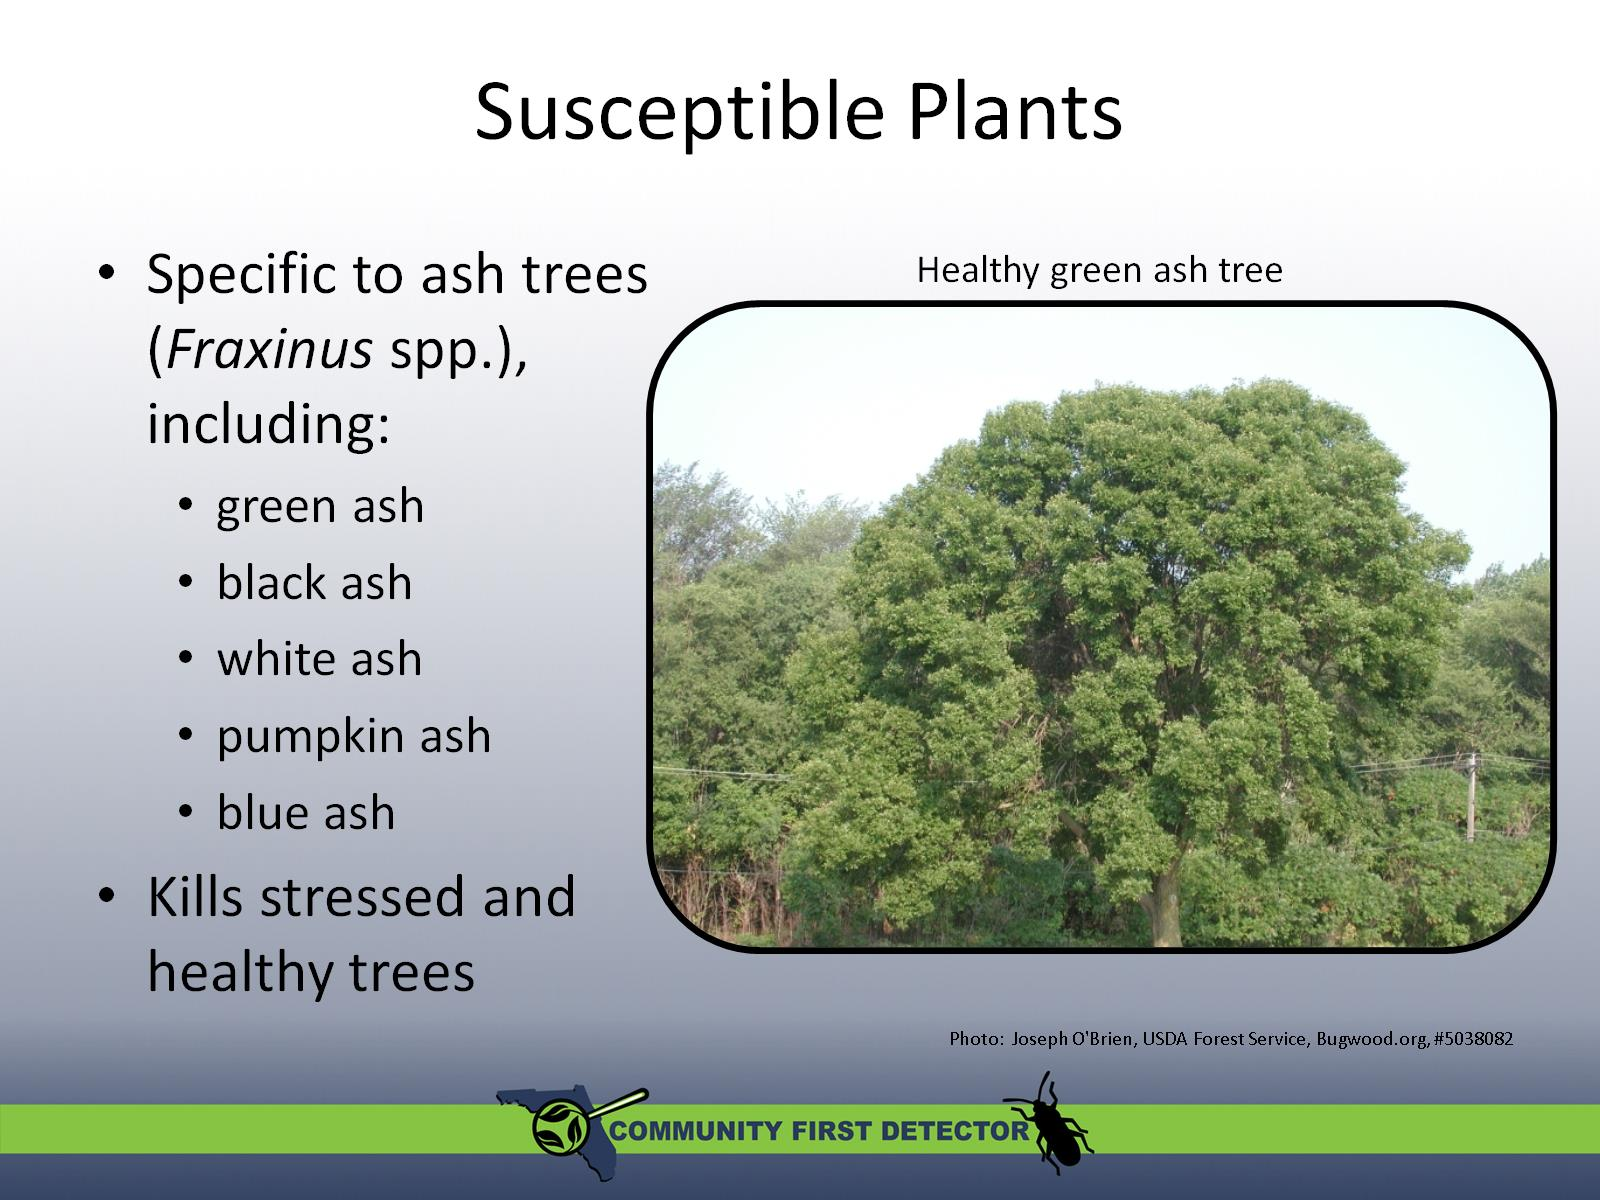 Susceptible Plants
• Specific to ash trees
(Fraxinus spp.),
including:
• green ash
• black ash
• white ash
• pumpkin ash
• blue ash
• Kills stressed and
healthy trees
Healthy green ash tree
Photo: Joseph O'Brien, USDA Forest Service, Bugwood.org, #5038082
COMMUNITY FIRST DETECTOR